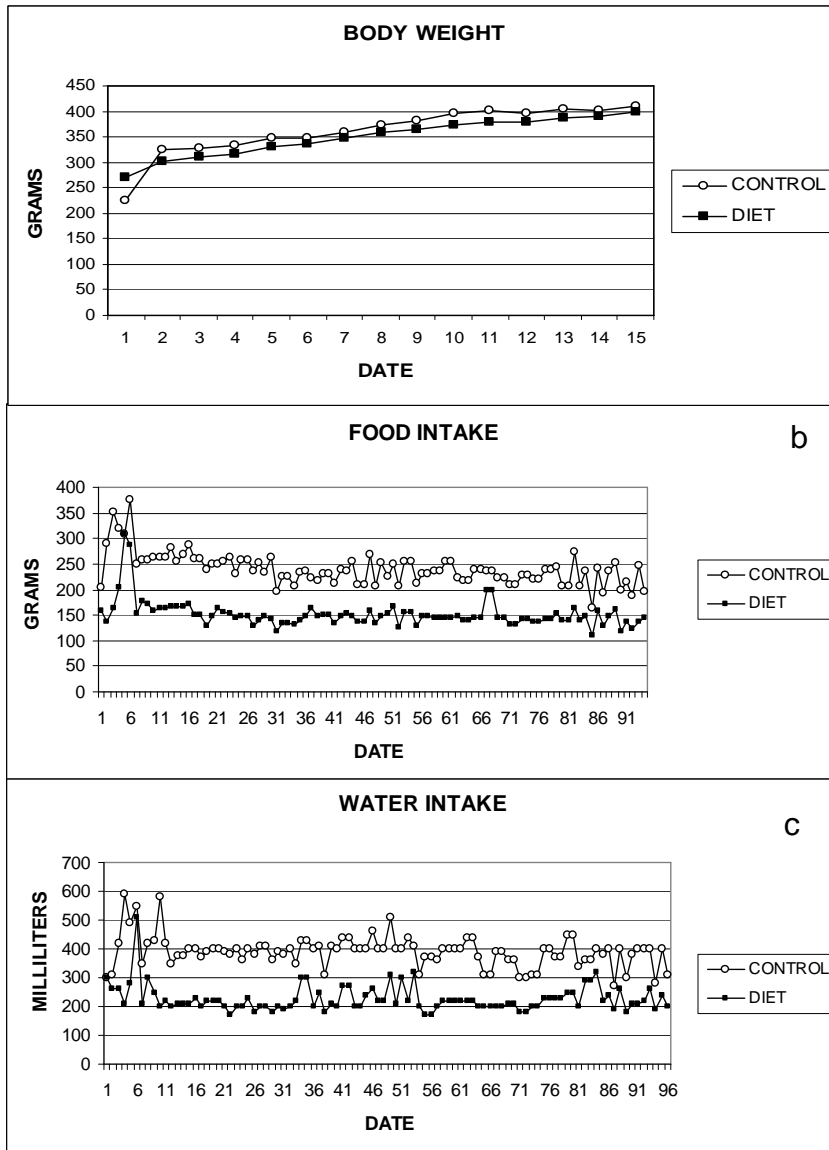 BODY WEIGHT
450
400
350
300
250
200
150
100
50
0
GRAMS
1 2 3 4 5 6 7 8 9 10 11 12 13 14 15
DATE
CONTROL
DIET
FOOD INTAKE
b
400
350
300
250
200
150
100
50
0
GRAMS
1 6 11 16 21 26 31 36 41 46 51 56 61 66 71 76 81 86 91
DATE
CONTROL
DIET
WATER INTAKE
c
700
600
500
400
300
200
100
0
MILLILITERS
1 6 11 16 21 26 31 36 41 46 51 56 61 66 71 76 81 86 91 96
DATE
CONTROL
DIET